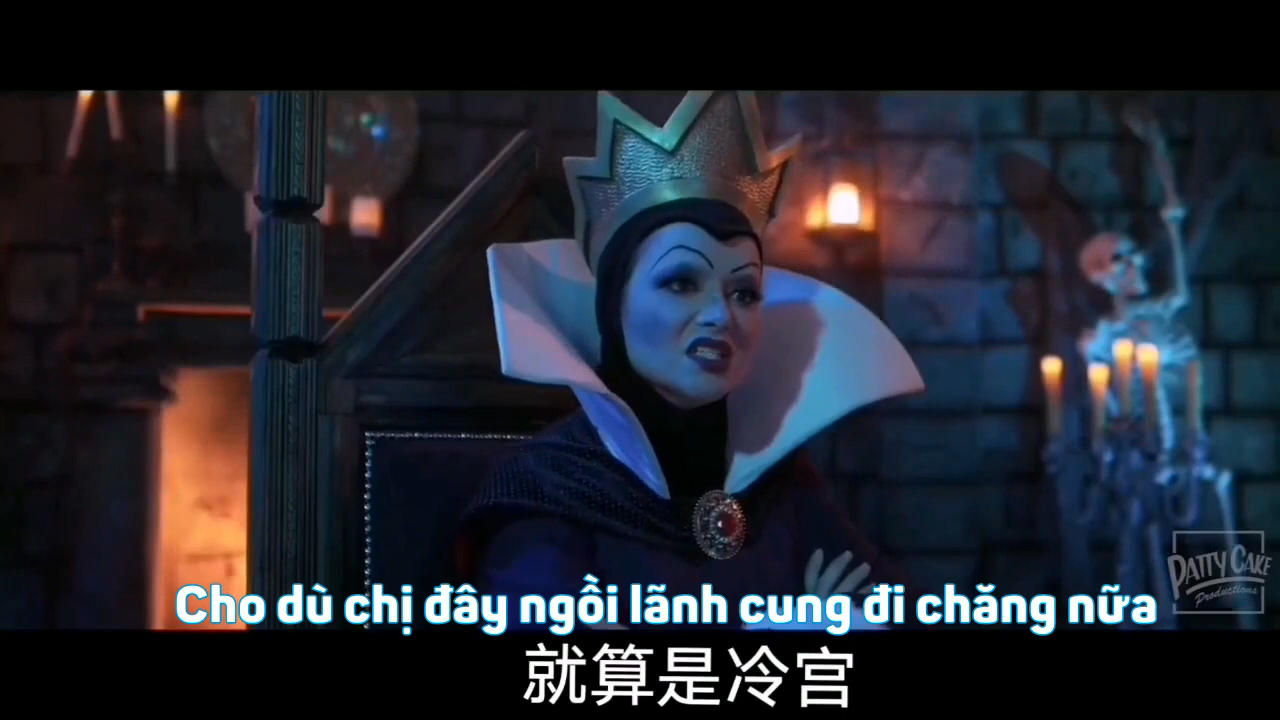 PATTY CAKE
Productions
Cho dù chị đây ngồi lãnh cung đi chăng nữa
就算是冷宫